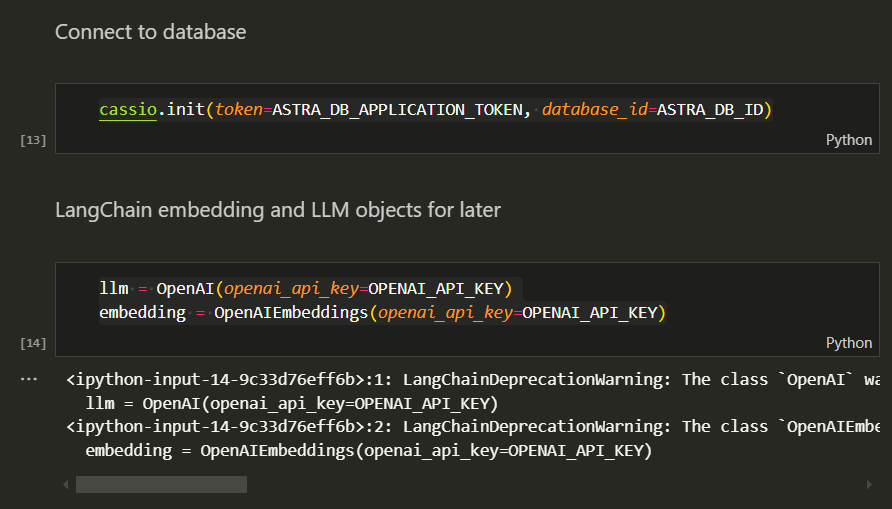 Connect to database
cassio.init(token=ASTRA_DB_APPLICATION_TOKEN, database_id=ASTRA_DB_ID)
[13]
Python
LangChain embedding and LLM objects for later
llm = OpenAI(openai_api_key=OPENAI_API_KEY)
embedding = OpenAIEmbeddings(openai_api_key=OPENAI_API_KEY)
[14]
Python
<ipython-input-14-9c33d76eff6b>:1: LangChainDeprecationWarning: The class `OpenAI` wa
llm = OpenAI(openai_api_key=OPENAI_API_KEY)
<ipython-input-14-9c33d76eff6b>:2: LangChainDeprecationWarning: The class `OpenAIEmbe
embedding = OpenAIEmbeddings(openai_api_key=OPENAI_API_KEY)